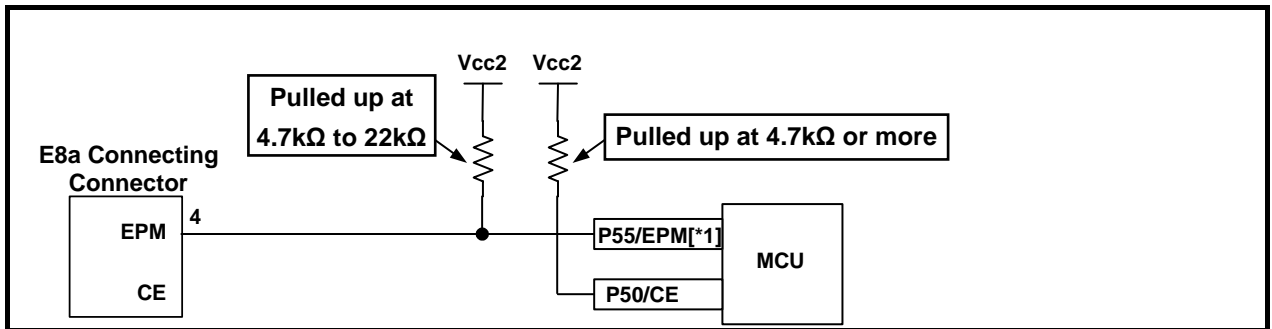 Vcc2 Vcc2
Pulled up at
4.7kΩ to 22kΩ
Pulled up at 4.7kΩ or more
E8a Connecting
Connector
EPM
4
P55/EPM[*1]
MCU
CE
P50/CE